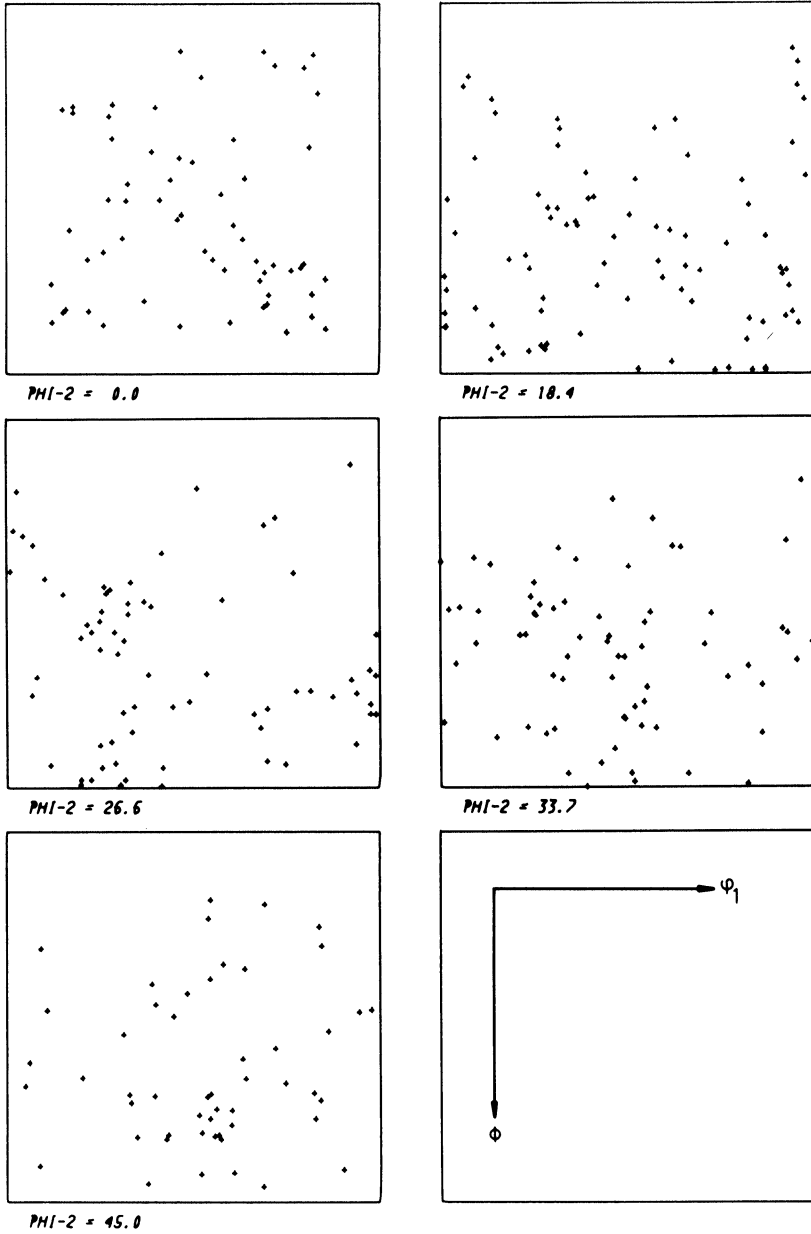 PHI-2 = 0.0
PHI-2 = 18.4
PHI-2 = 26.6
PHI-2 = 33.7
φ₁
Φ
PHI-2 = 45.0